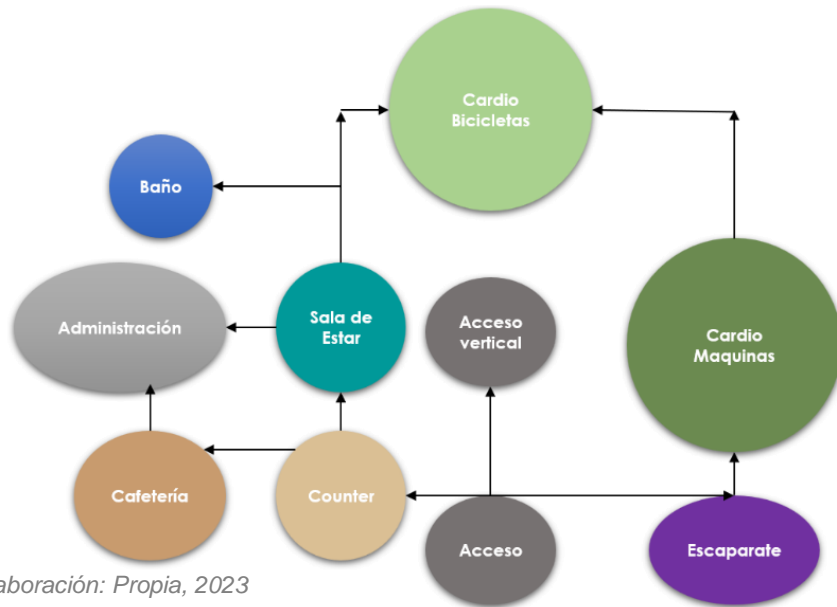 Cardio
Bicicletas
Baño
Administración
Sala de
Estar
Acceso
vertical
Cardio
Maquinas
Cafetería
Counter
Acceso
Escaparate
aboración: Propia, 2023